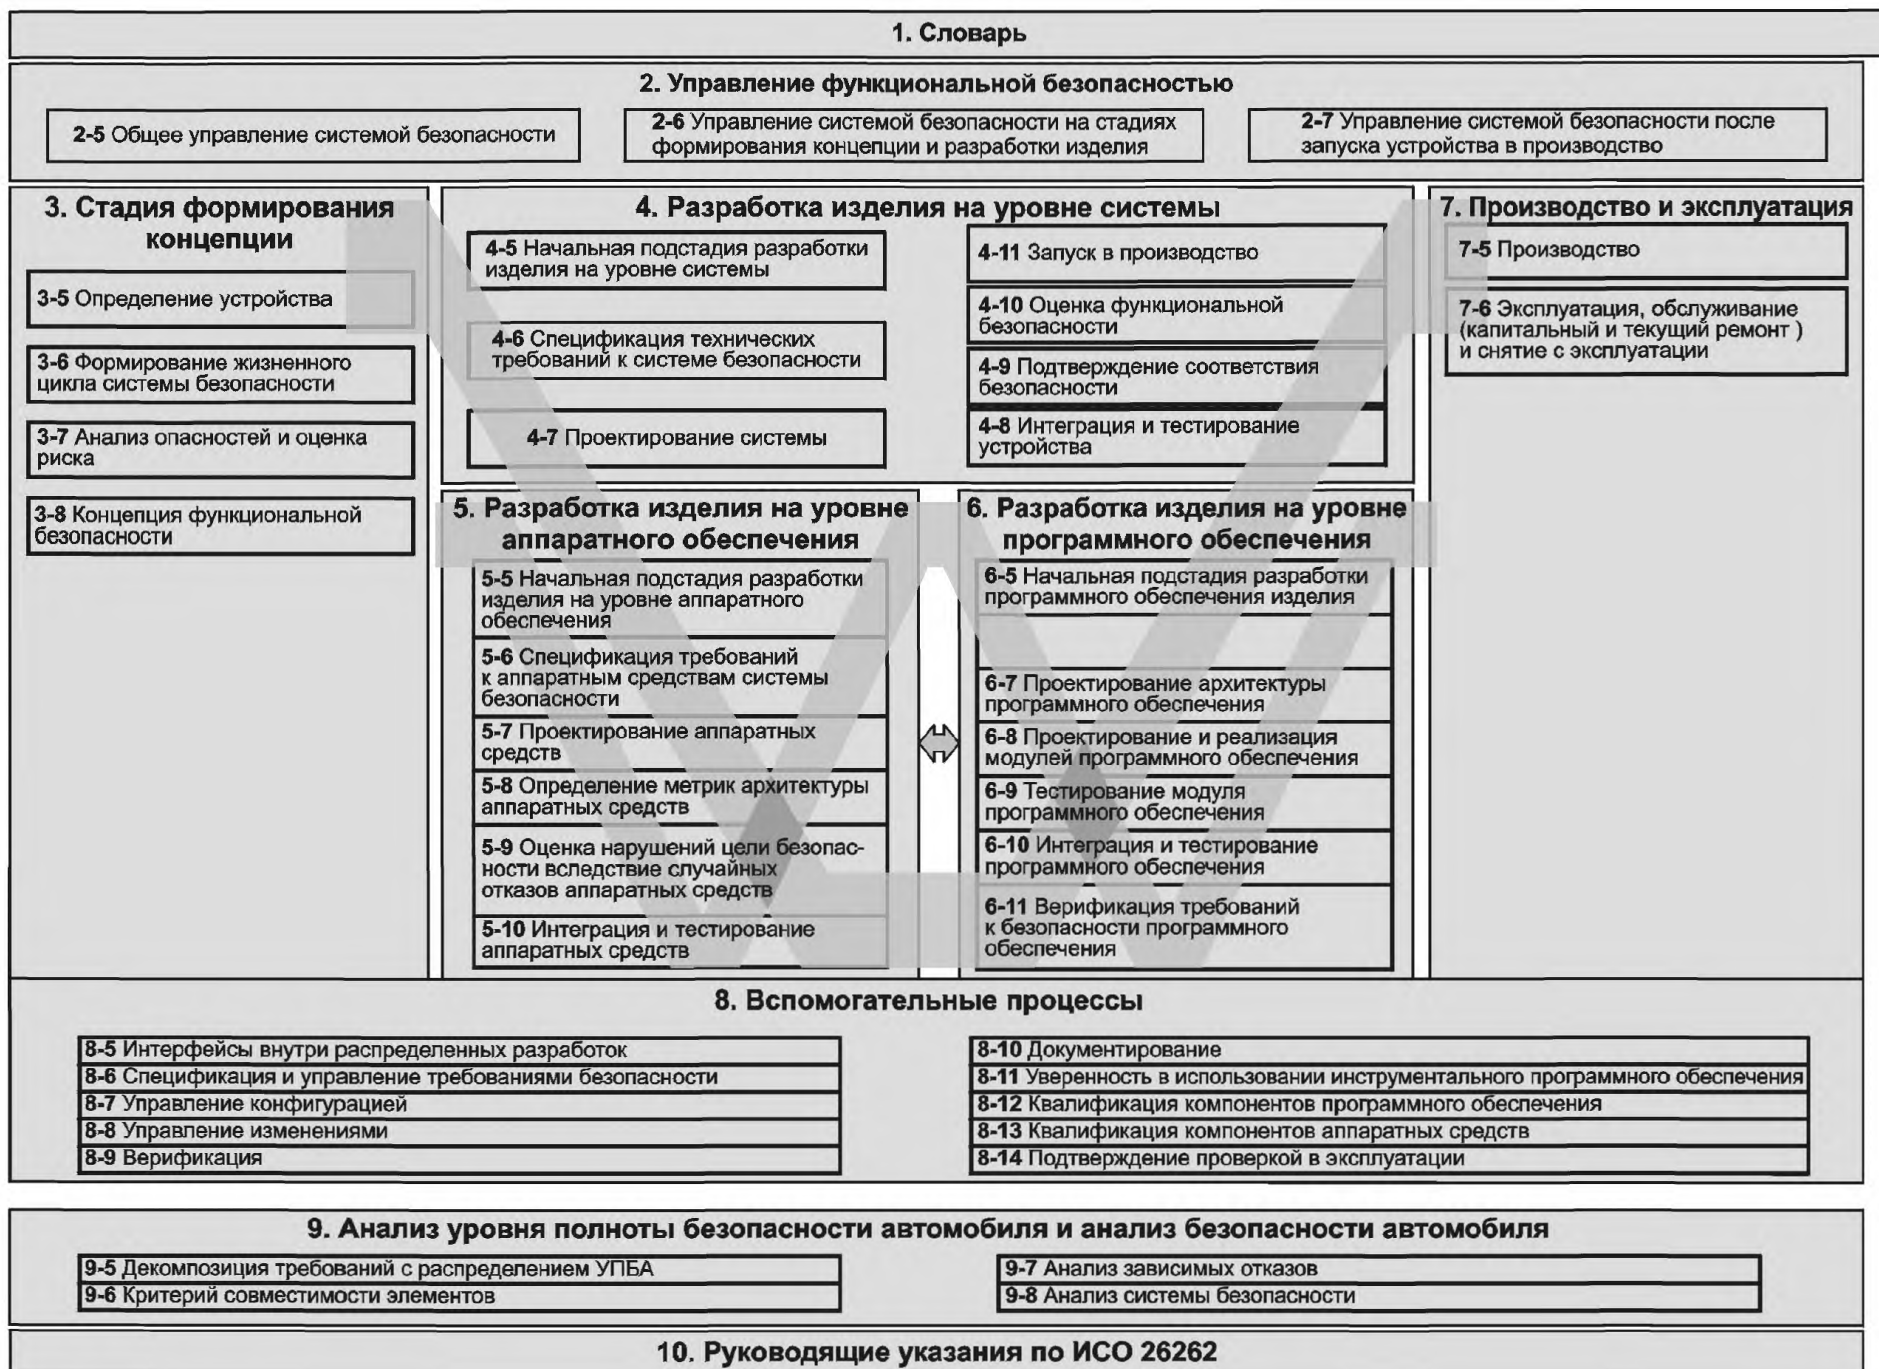 1. Словарь
2. Управление функциональной безопасностью
2-5 Общее управление системой безопасности
2-6 Управление системой безопасности на стадиях
формирования концепции и разработки изделия
2-7 Управление системой безопасности после
запуска устройства в производство
3. Стадия формирования
концепции
3-5 Определение устройства
3-6 Формирование жизненного
цикла системы безопасности
3-7 Анализ опасностей и оценка
риска
3-8 Концепция функциональной
безопасности
4. Разработка изделия на уровне системы
4-5 Начальная подстадия разработки
изделия на уровне системы
4-6 Спецификация технических
требований к системе безопасности
4-7 Проектирование системы
4-11 Запуск в производство
4-10 Оценка функциональной
безопасности
4-9 Подтверждение соответствия
безопасности
4-8 Интеграция и тестирование
устройства
7. Производство и эксплуатация
7-5 Производство
7-6 Эксплуатация, обслуживание
(капитальный и текущий ремонт )
и снятие с эксплуатации
5. Разработка изделия на уровне
аппаратного обеспечения
5-5 Начальная подстадия разработки
изделия на уровне аппаратного
обеспечения
5-6 Спецификация требований
к аппаратным средствам системы
безопасности
5-7 Проектирование аппаратных
средств
5-8 Определение метрик архитектуры
аппаратных средств
5-9 Оценка нарушений цели безопас-
ности вследствие случайных
отказов аппаратных средств
5-10 Интеграция и тестирование
аппаратных средств
6. Разработка изделия на уровне
программного обеспечения
6-5 Начальная подстадия разработки
программного обеспечения изделия
6-7 Проектирование архитектуры
программного обеспечения
6-8 Проектирование и реализация
модулей программного обеспечения
6-9 Тестирование модуля
программного обеспечения
6-10 Интеграция и тестирование
программного обеспечения
6-11 Верификация требований
к безопасности программного
обеспечения
8. Вспомогательные процессы
8-5 Интерфейсы внутри распределенных разработок
8-6 Спецификация и управление требованиями безопасности
8-7 Управление конфигурацией
8-8 Управление изменениями
8-9 Верификация
8-10 Документирование
8-11 Уверенность в использовании инструментального программного обеспечения
8-12 Квалификация компонентов программного обеспечения
8-13 Квалификация компонентов аппаратных средств
8-14 Подтверждение проверкой в эксплуатации
9. Анализ уровня полноты безопасности автомобиля и анализ безопасности автомобиля
9-5 Декомпозиция требований с распределением УПБА
9-6 Критерий совместимости элементов
9-7 Анализ зависимых отказов
9-8 Анализ системы безопасности
10. Руководящие указания по ИСО 26262